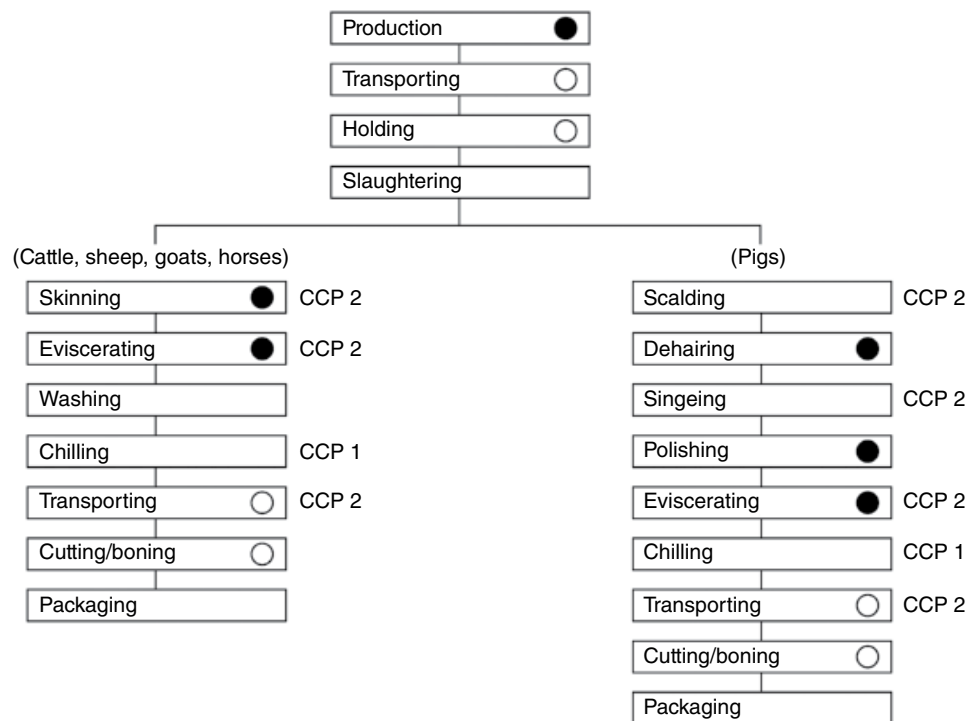 Production
Transporting
Holding
Slaughtering
(Cattle, sheep, goats, horses)
Skinning CCP 2
Eviscerating CCP 2
Washing
Chilling CCP 1
Transporting CCP 2
Cutting/boning
Packaging
(Pigs)
Scalding CCP 2
Dehairing
Singeing CCP 2
Polishing
Eviscerating CCP 2
Chilling CCP 1
Transporting CCP 2
Cutting/boning
Packaging